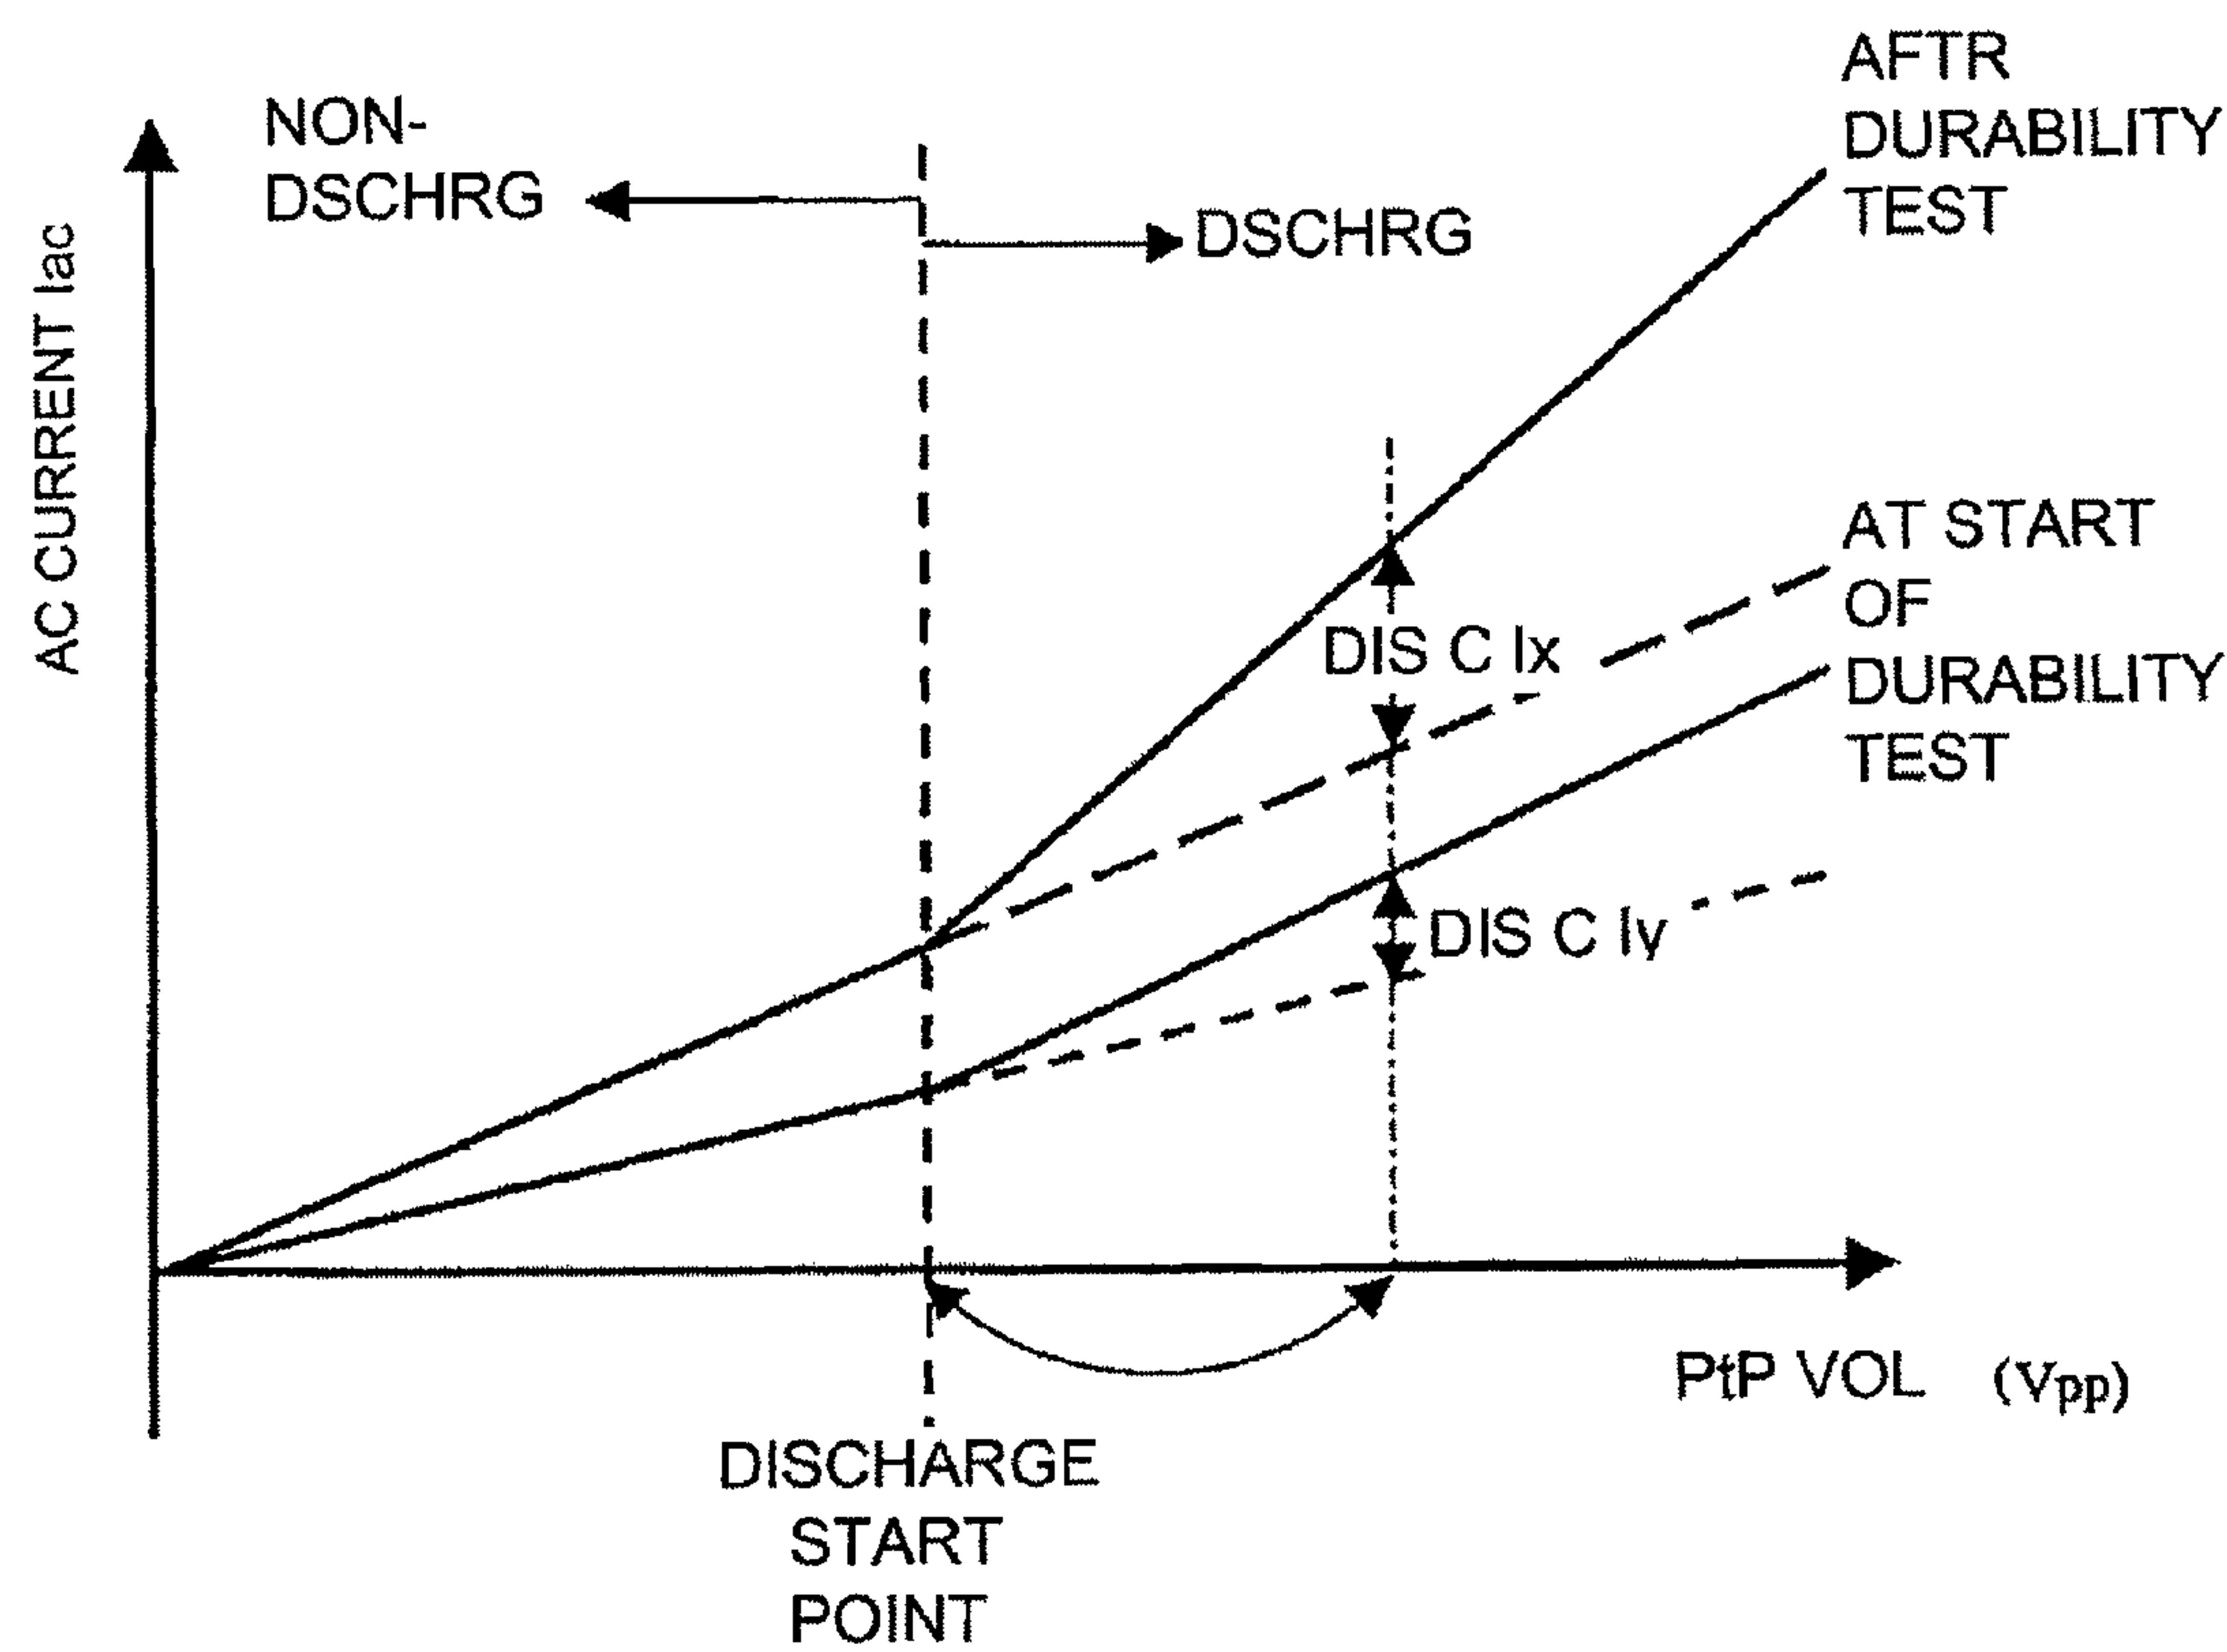 AFTR
DURABILITY
TEST
NON-
DSCHRG
DSCHRG
AC CURRENT Iac
AT START
OF
DURABILITY
TEST
DIS C Ix
DIS C Iy
PtP VOL (Vpp)
DISCHARGE
START
POINT